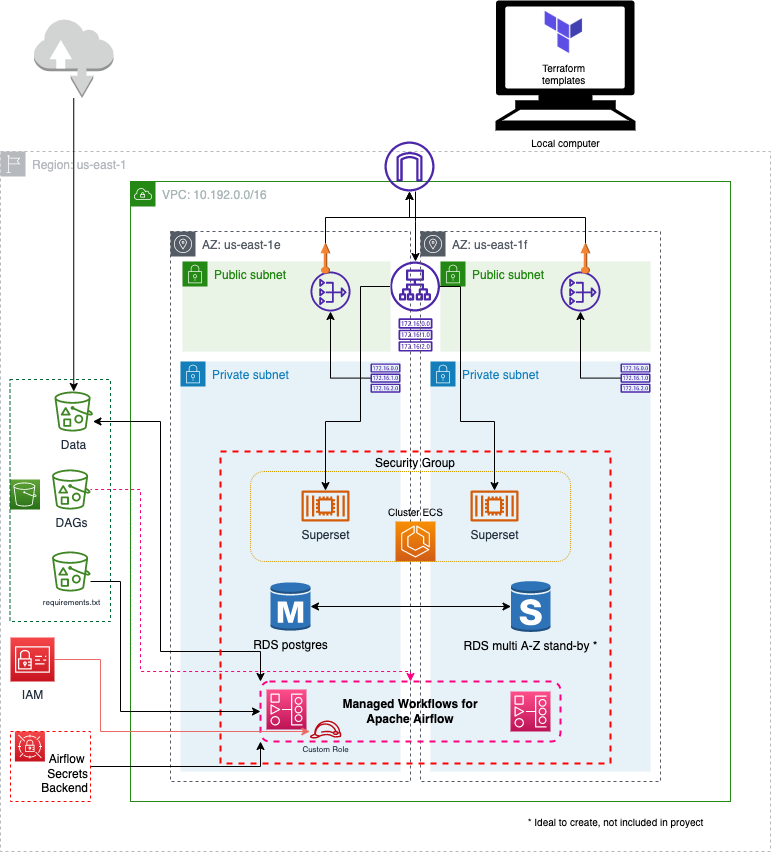 Terraform
templates
Local computer
Region: us-east-1
VPC: 10.192.0.0/16
AZ: us-east-1e
AZ: us-east-1f
Public subnet
Public subnet
172.16.0.0
172.16.1.0
172.16.2.0
Private subnet
172.16.0.0
172.16.1.0
172.16.2.0
Private subnet
172.16.0.0
172.16.1.0
172.16.2.0
Data
Security Group
DAGs
Cluster ECS
Superset
Superset
requirements.txt
M
S
RDS postgres
RDS multi A-Z stand-by *
IAM
Managed Workflows for
Apache Airflow
Custom Role
Airflow
Secrets
Backend
* Ideal to create, not included in proyect